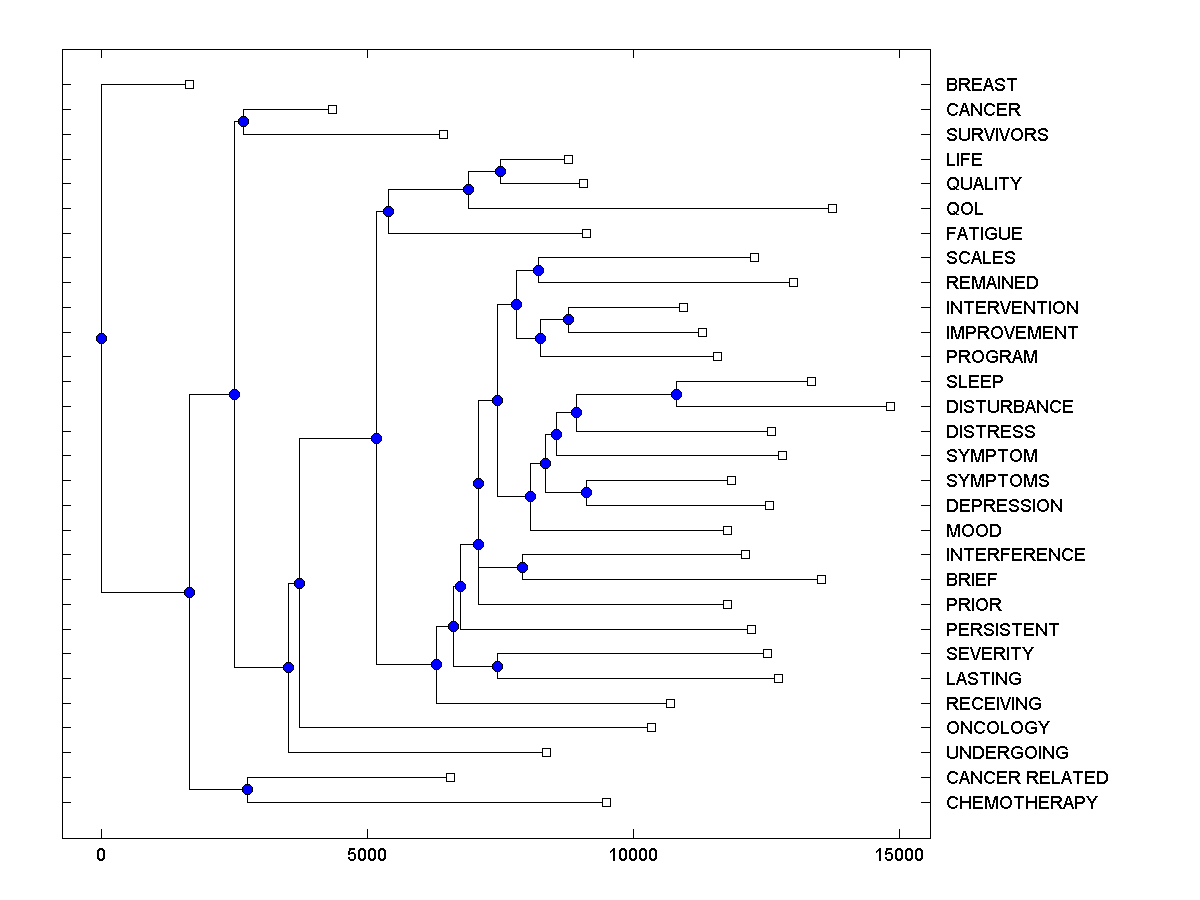 BREAST
CANCER
SURVIVORS
LIFE
QUALITY
QOL
FATIGUE
SCALES
REMAINED
INTERVENTION
IMPROVEMENT
PROGRAM
SLEEP
DISTURBANCE
DISTRESS
SYMPTOM
SYMPTOMS
DEPRESSION
MOOD
INTERFERENCE
BRIEF
PRIOR
PERSISTENT
SEVERITY
LASTING
RECEIVING
ONCOLOGY
UNDERGOING
CANCER RELATED
CHEMOTHERAPY
0 5000 10000 15000